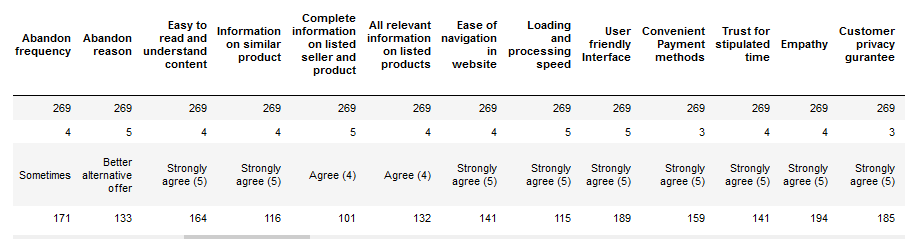 Abandon frequency Abandon reason Easy to read and understand content Information on similar product Complete information on listed seller and product All relevant information on listed products Ease of navigation in website Loading and processing speed User friendly Interface Convenient Payment methods Trust for stipulated time Empathy Customer privacy gurantee
269 269 269 269 269 269 269 269 269 269 269 269 269
4 5 4 4 5 4 4 5 5 3 4 4 3
Sometimes Better alternative offer Strongly agree (5) Strongly agree (5) Agree (4) Agree (4) Strongly agree (5) Strongly agree (5) Strongly agree (5) Strongly agree (5) Strongly agree (5) Strongly agree (5) Strongly agree (5)
171 133 164 116 101 132 141 115 189 159 141 194 185